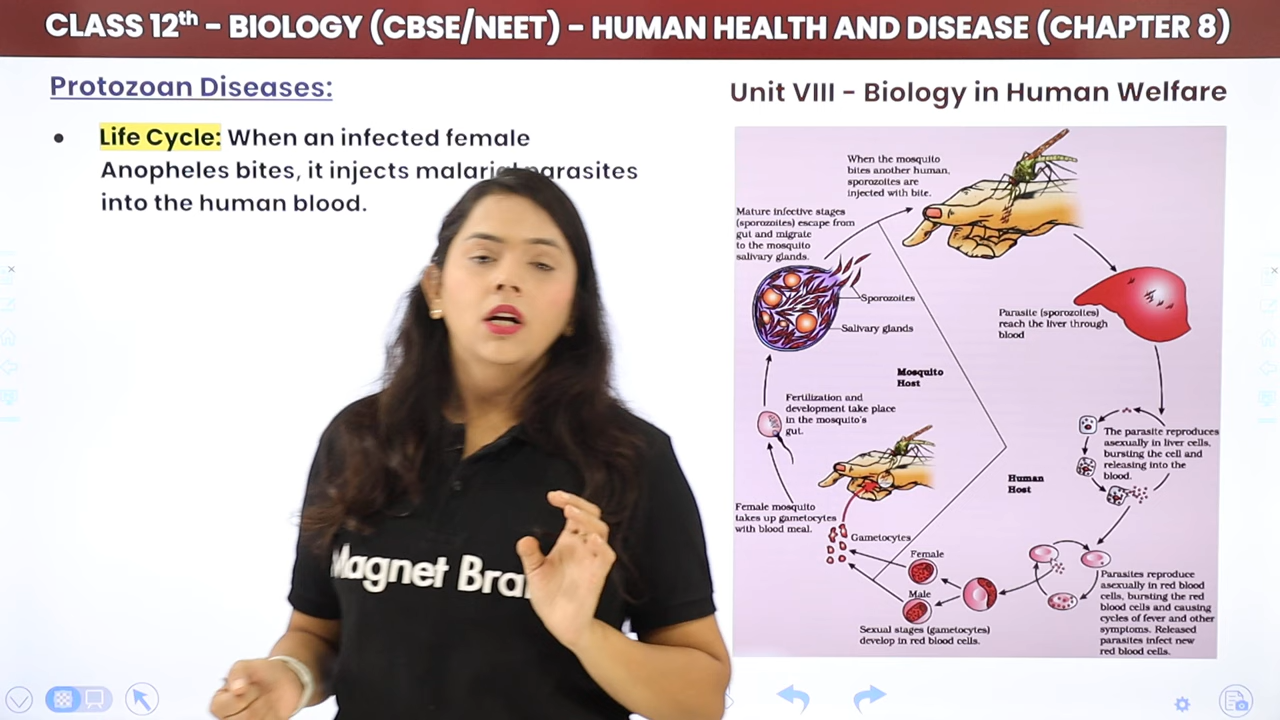 CLASS 12th – BIOLOGY (CBSE/NEET) – HUMAN HEALTH AND DISEASE (CHAPTER 8)
Protozoan Diseases:
Unit VIII – Biology in Human Welfare
• Life Cycle: When an infected female
Anopheles bites, it injects malarial parasites
into the human blood.
When the mosquito
bites another human,
sporozoites are
injected with bite.
Mature infective stages
(sporozoites) escape from
gut and migrate
to the mosquito
salivary glands.
Sporozoites
Salivary glands
Parasite (sporozoites)
reach the liver through
blood
Mosquito
Host
Fertilization and
development take place
in the mosquito's
gut.
The parasite reproduces
asexually in liver cells,
bursting the cell and
releasing into the
blood.
Human
Host
Female mosquito
takes up gametocytes
with blood meal.
Gametocytes
Female
Male
Parasites reproduce
asexually in red blood
cells, bursting the red
blood cells and causing
cycles of fever and other
symptoms. Released
parasites infect new
red blood cells.
Sexual stages (gametocytes)
develop in red blood cells.
Magnet Bra